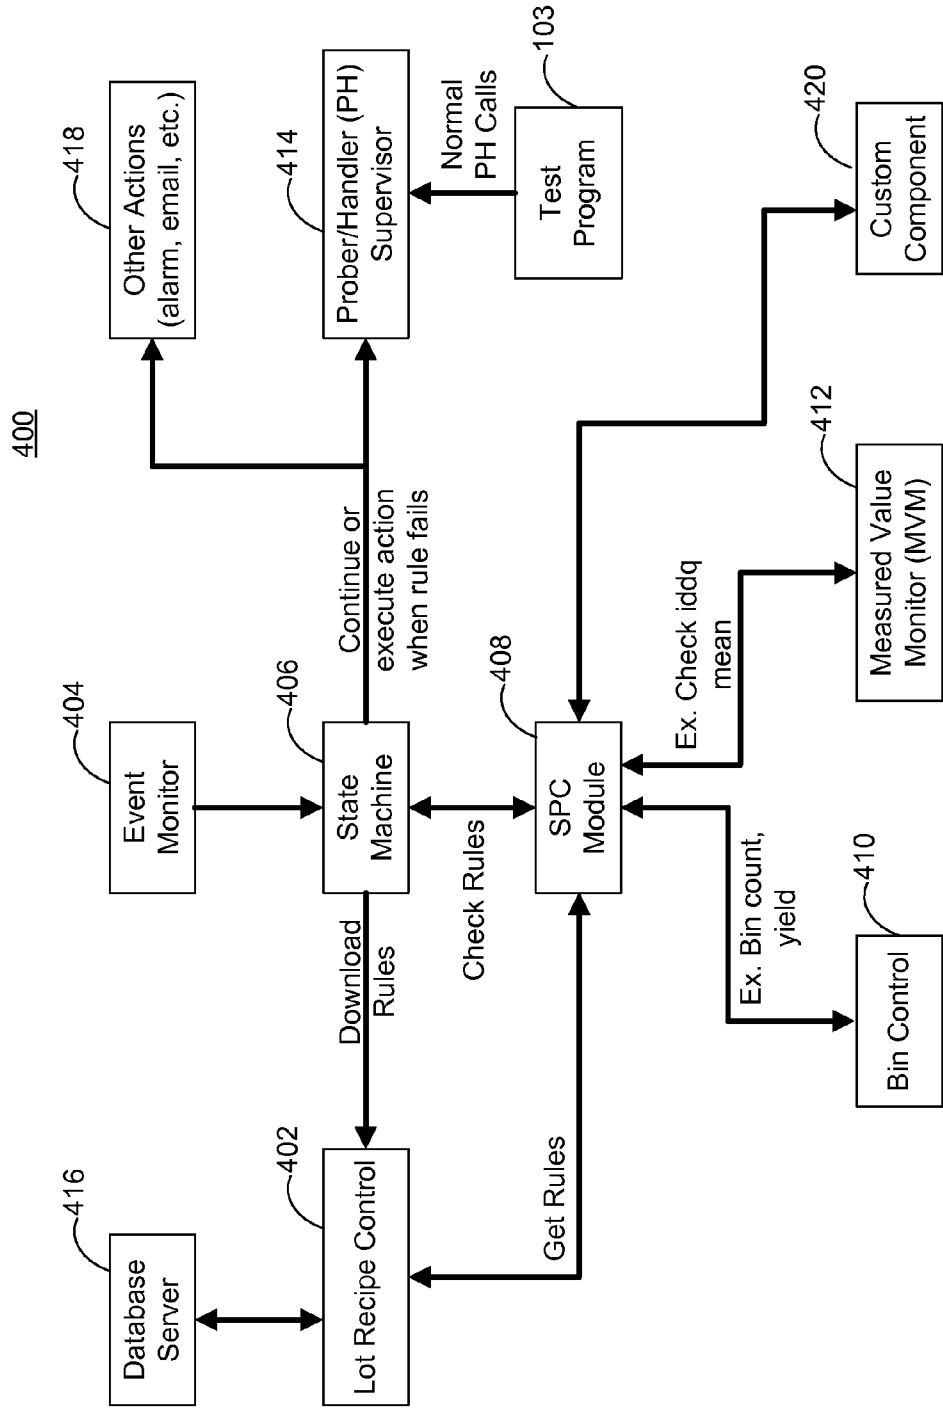 400
416
Database
Server
404
Event
Monitor
418
Other Actions
(alarm, email, etc.)
402
Lot Recipe Control
Download
Rules
406
State
Machine
Continue or
execute action
when rule fails
414
Prober/Handler (PH)
Supervisor
Normal
PH Calls
103
Test
Program
Check Rules
Get Rules
408
SPC
Module
Ex. Bin count,
yield
Ex. Check iddq
mean
410
Bin Control
412
Measured Value
Monitor (MVM)
420
Custom
Component